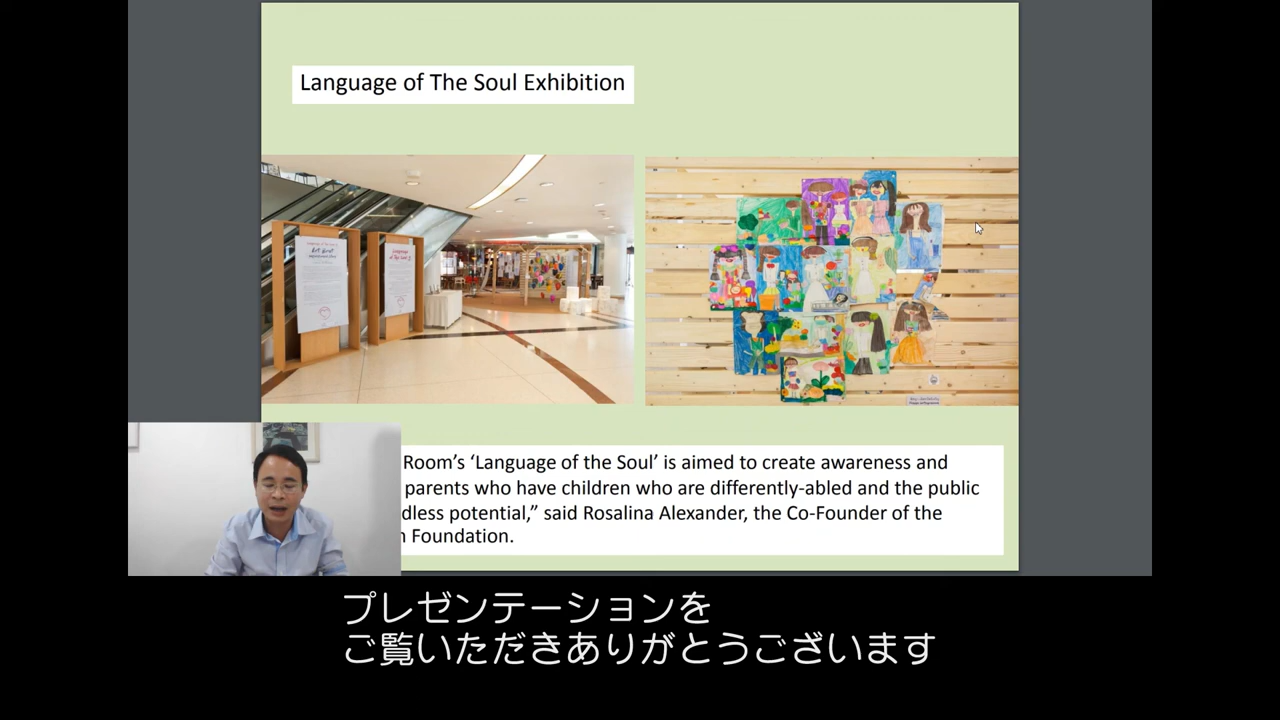 Language of The Soul Exhibition
Room's ‘Language of the Soul’ is aimed to create awareness and
parents who have children who are differently-abled and the public
dless potential,” said Rosalina Alexander, the Co-Founder of the
Foundation.
プレゼンテーションを
ご覧いただきありがとうございます